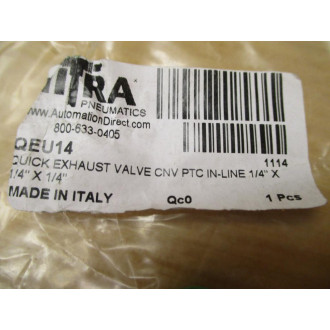 NITRA
PNEUMATICS
www.AutomationDirect.com
800-633-0405
QEU14
QUICK EXHAUST VALVE CNV PTC IN-LINE 1/4" X
1114
1/4" X 1/4"
MADE IN ITALY
Qc0
1 Pcs